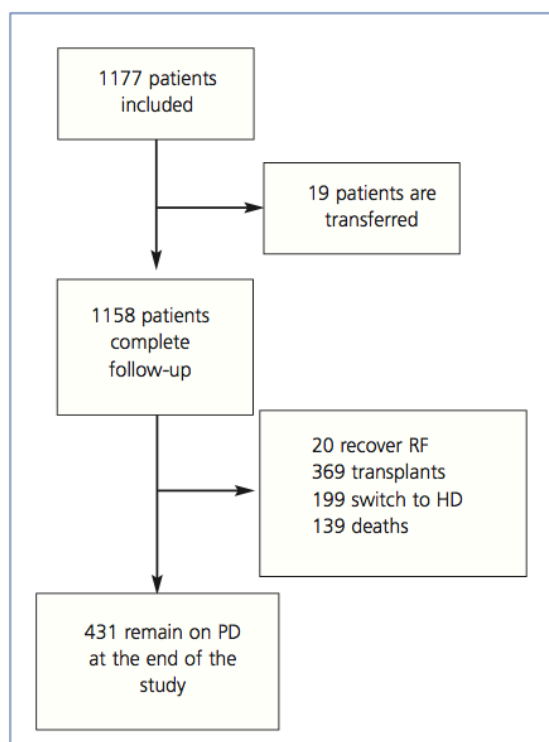 1177 patients
included
19 patients are
transferred
1158 patients
complete
follow-up
20 recover RF
369 transplants
199 switch to HD
139 deaths
431 remain on PD
at the end of the
study